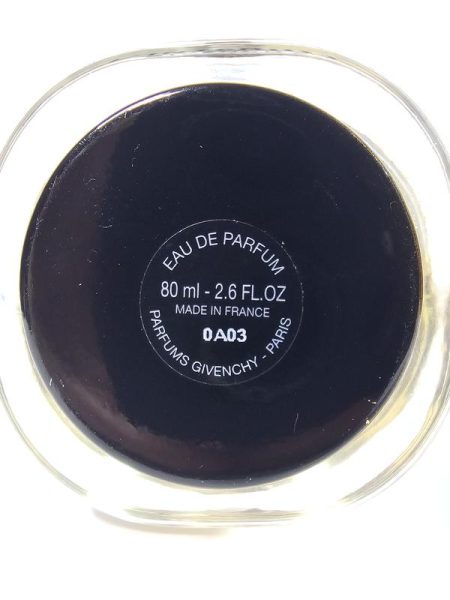 EAU DE PARFUM
80 ml - 2.6 FL.OZ
MADE IN FRANCE
0A03
PARFUMS GIVENCHY - PARIS